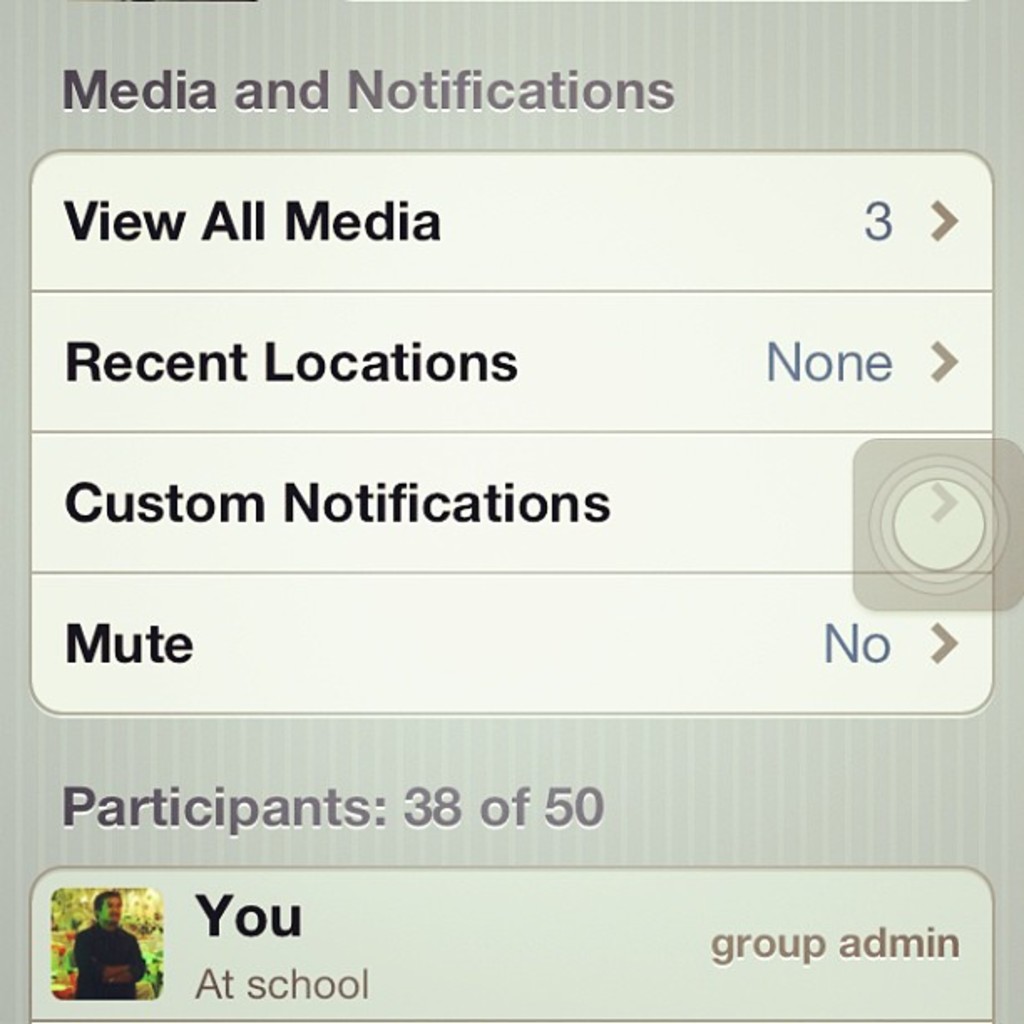 Media and Notifications
View All Media 3
Recent Locations None
Custom Notifications
Mute No
Participants: 38 of 50
You
group admin
At school